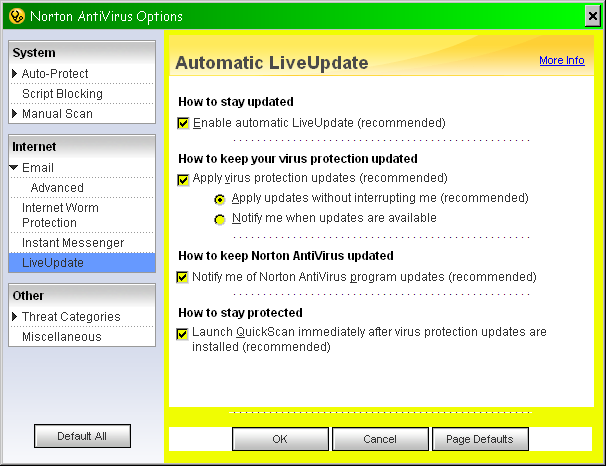 Norton AntiVirus Options
System
Auto-Protect
Script Blocking
Manual Scan
Internet
Email
Advanced
Internet Worm
Protection
Instant Messenger
LiveUpdate
Other
Threat Categories
Miscellaneous
Default All
Automatic LiveUpdate
More Info
How to stay updated
Enable automatic LiveUpdate (recommended)
How to keep your virus protection updated
Apply virus protection updates (recommended)
Apply updates without interrupting me (recommended)
Notify me when updates are available
How to keep Norton AntiVirus updated
Notify me of Norton AntiVirus program updates (recommended)
How to stay protected
Launch QuickScan immediately after virus protection updates are
installed (recommended)
OK
Cancel
Page Defaults